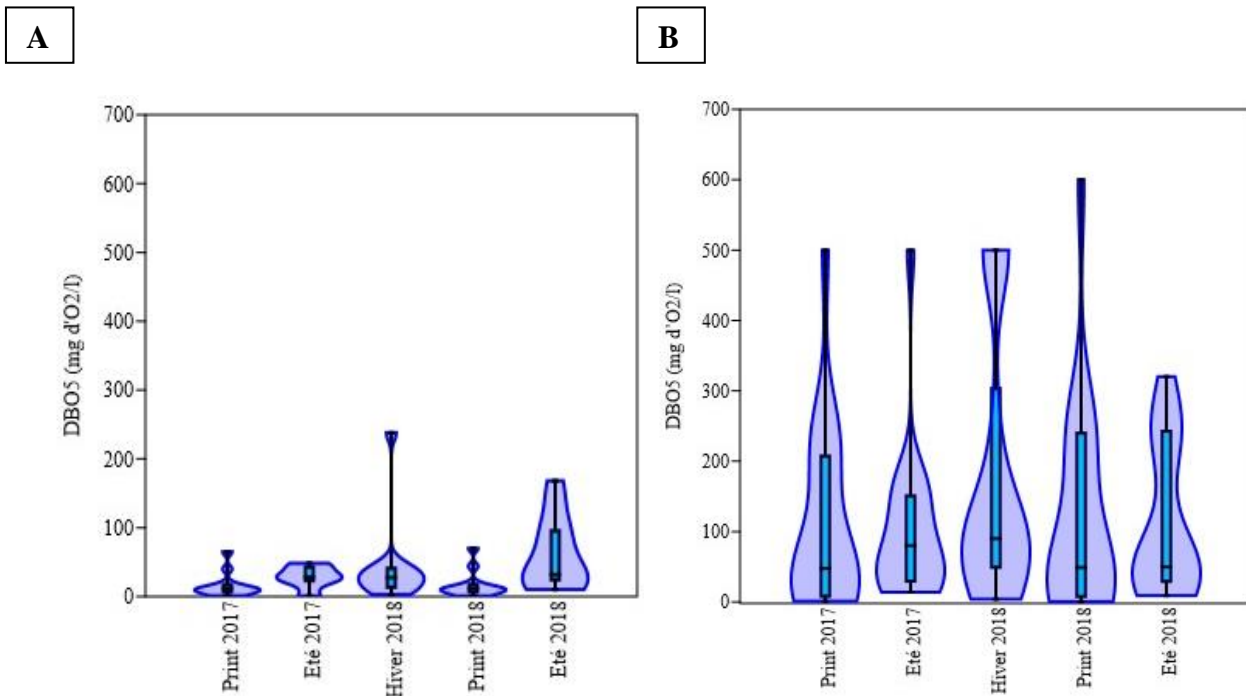 A
B
700
600
500
400
300
200
100
0
DBO5 (mg d'O2/l)
Print 2017
Eté 2017
Hiver 2018
Print 2018
Eté 2018
700
600
500
400
300
200
100
0
DBO5 (mg d'O2/l)
Print 2017
Eté 2017
Hiver 2018
Print 2018
Eté 2018